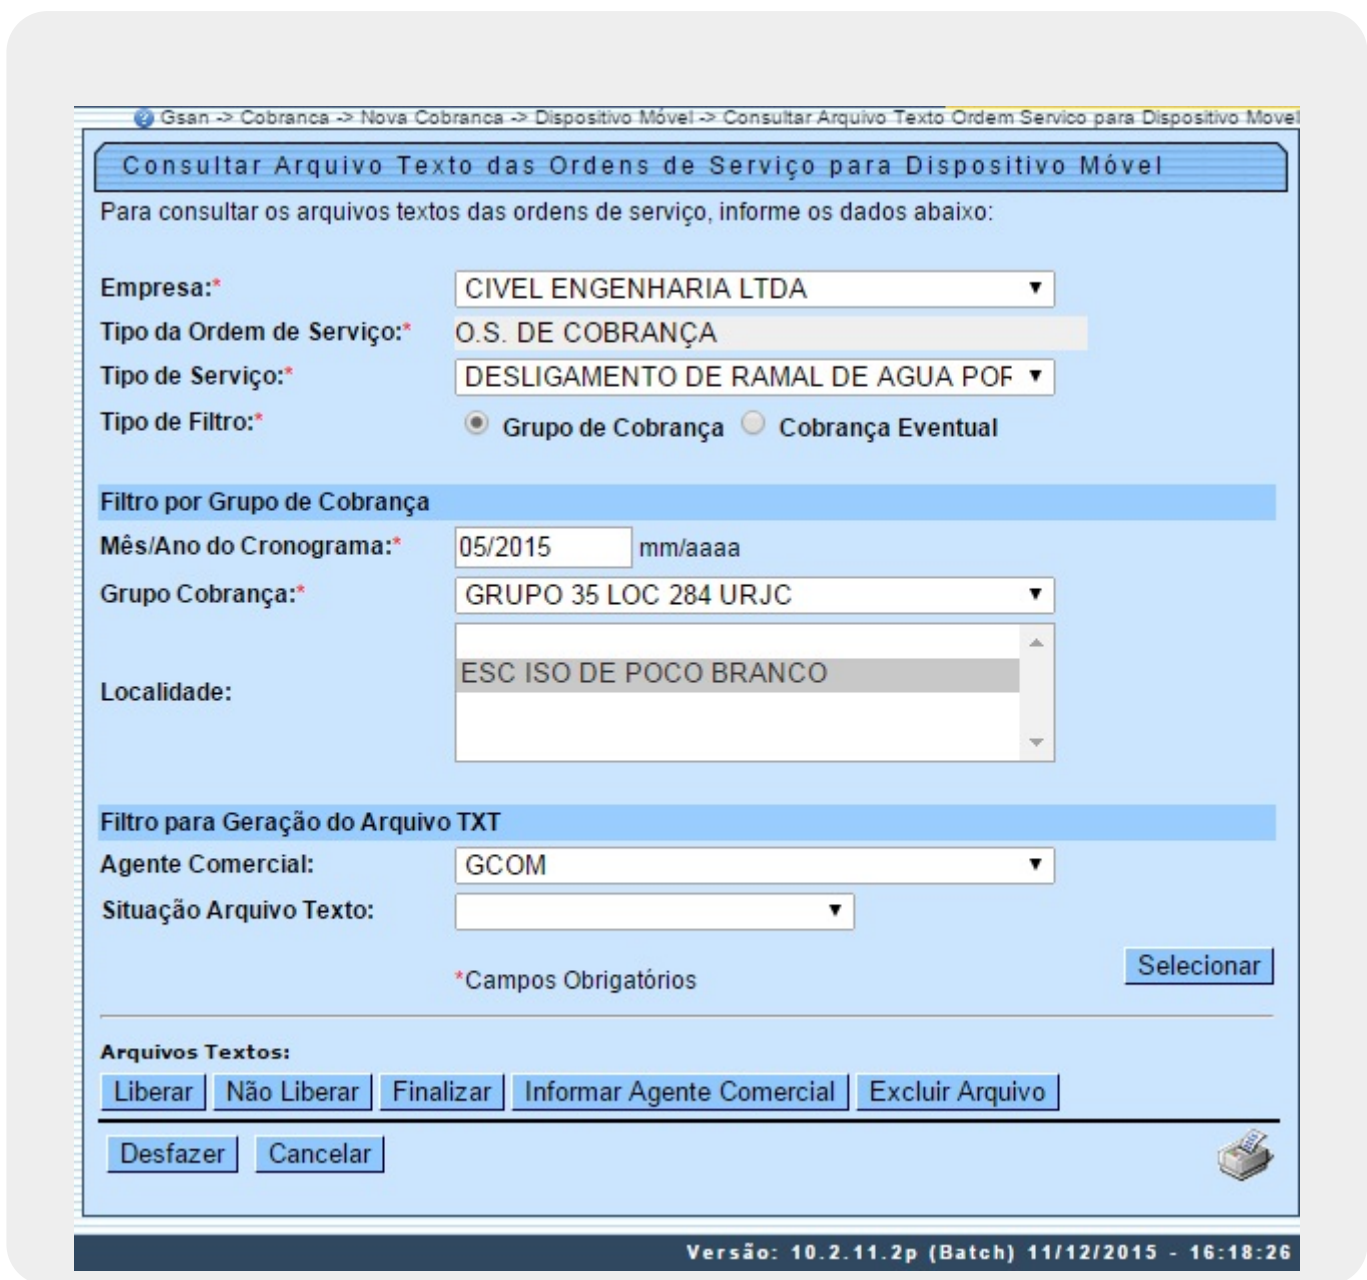 Gsan -> Cobranca -> Nova Cobranca -> Dispositivo Móvel -> Consultar Arquivo Texto Ordem Servico para Dispositivo Movel
Consultar Arquivo Texto das Ordens de Serviço para Dispositivo Móvel
Para consultar os arquivos textos das ordens de serviço, informe os dados abaixo:
Empresa:* CIVEL ENGENHARIA LTDA
Tipo da Ordem de Serviço:* O.S. DE COBRANÇA
Tipo de Serviço:* DESLIGAMENTO DE RAMAL DE AGUA POR
Tipo de Filtro:* Grupo de Cobrança Cobrança Eventual
Filtro por Grupo de Cobrança
Mês/Ano do Cronograma:* 05/2015 mm/aaaa
Grupo Cobrança:* GRUPO 35 LOC 284 URJC
Localidade: ESC ISO DE POCO BRANCO
Filtro para Geração do Arquivo TXT
Agente Comercial: GCOM
Situação Arquivo Texto:
*Campos Obrigatórios Selecionar
Arquivos Textos:
Liberar Não Liberar Finalizar Informar Agente Comercial Excluir Arquivo
Desfazer Cancelar
Versão: 10.2.11.2p (Batch) 11/12/2015 - 16:18:26